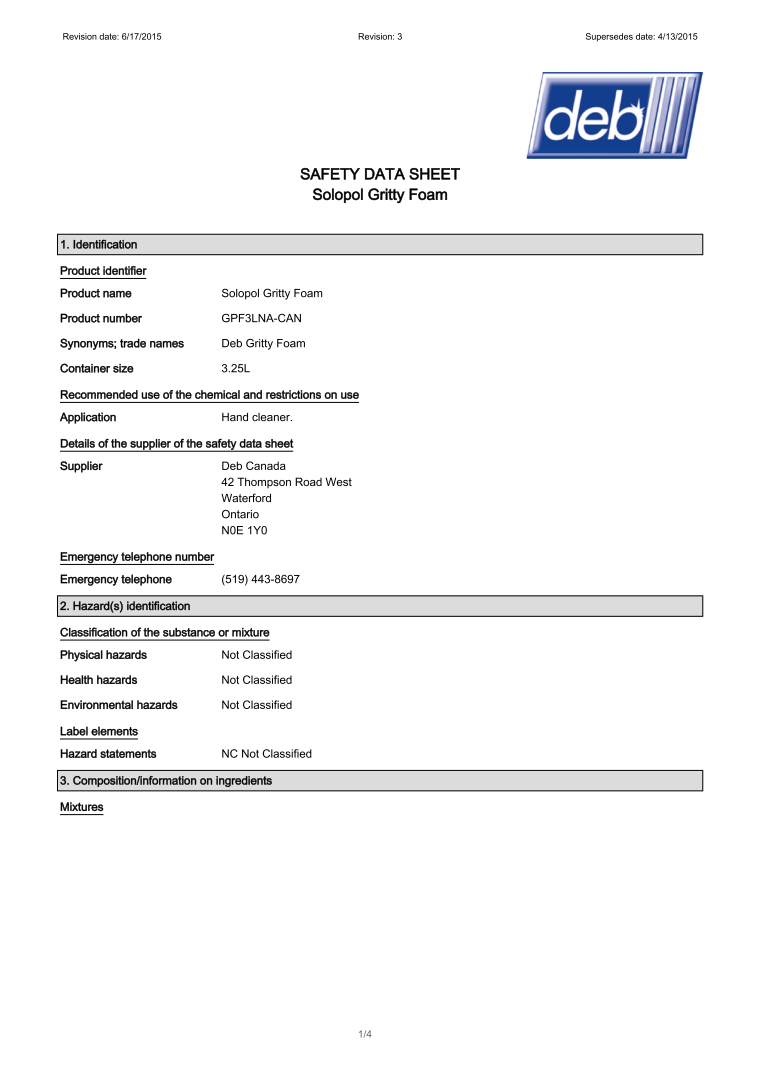 Revision date: 6/17/2015 Revision: 3 Supersedes date: 4/13/2015
deb
SAFETY DATA SHEET
Solopol Gritty Foam
1. Identification
Product identifier
Product name Solopol Gritty Foam
Product number GPF3LNA-CAN
Synonyms; trade names Deb Gritty Foam
Container size 3.25L
Recommended use of the chemical and restrictions on use
Application Hand cleaner.
Details of the supplier of the safety data sheet
Supplier Deb Canada
42 Thompson Road West
Waterford
Ontario
N0E 1Y0
Emergency telephone number
Emergency telephone (519) 443-8697
2. Hazard(s) identification
Classification of the substance or mixture
Physical hazards Not Classified
Health hazards Not Classified
Environmental hazards Not Classified
Label elements
Hazard statements NC Not Classified
3. Composition/information on ingredients
Mixtures
1/4